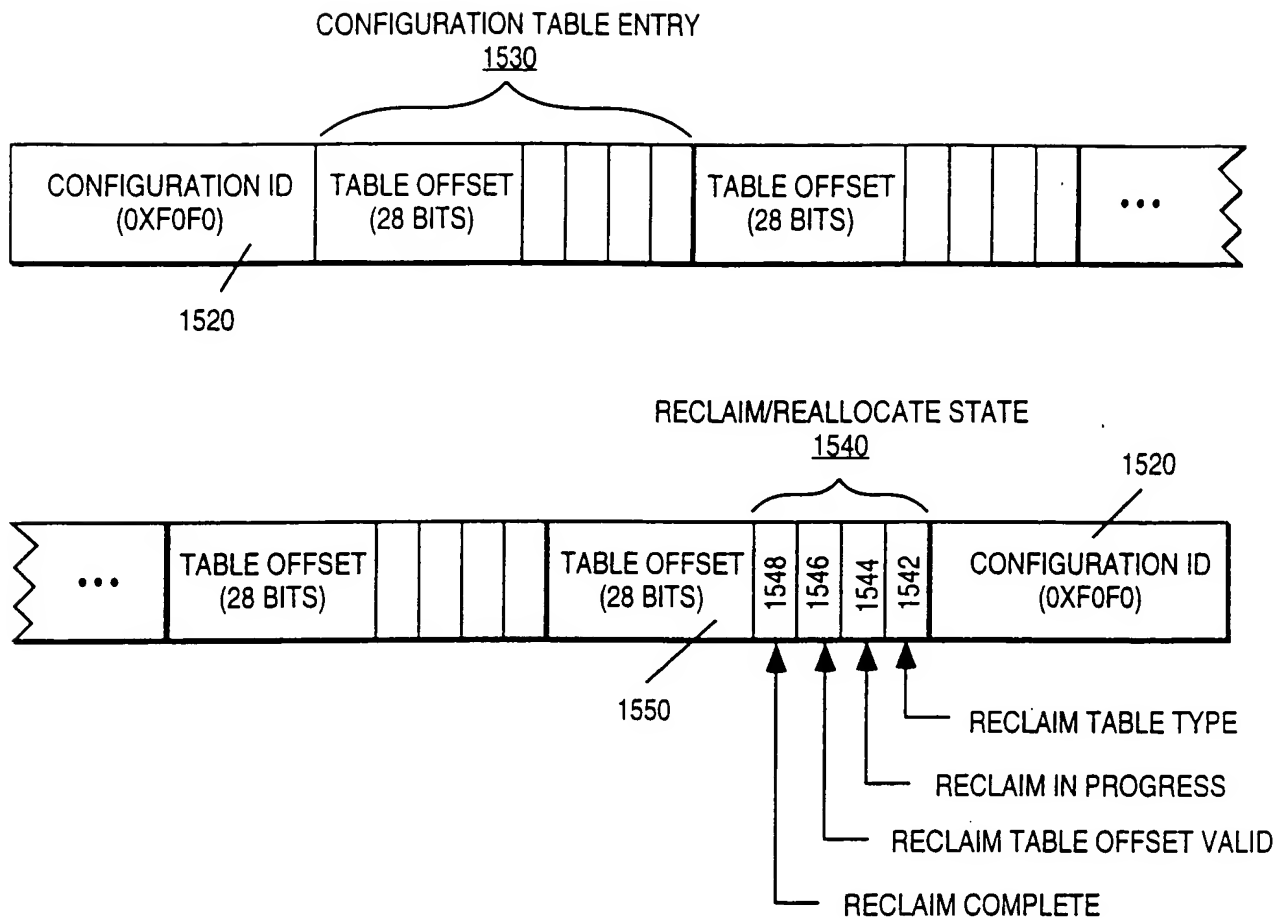 CONFIGURATION TABLE ENTRY
1530
CONFIGURATION ID
(0XF0F0)
TABLE OFFSET
(28 BITS)
TABLE OFFSET
(28 BITS)
...
1520
RECLAIM/REALLOCATE STATE
1540
1520
...
TABLE OFFSET
(28 BITS)
TABLE OFFSET
(28 BITS)
1548
1546
1544
1542
CONFIGURATION ID
(0XF0F0)
1550
RECLAIM TABLE TYPE
RECLAIM IN PROGRESS
RECLAIM TABLE OFFSET VALID
RECLAIM COMPLETE